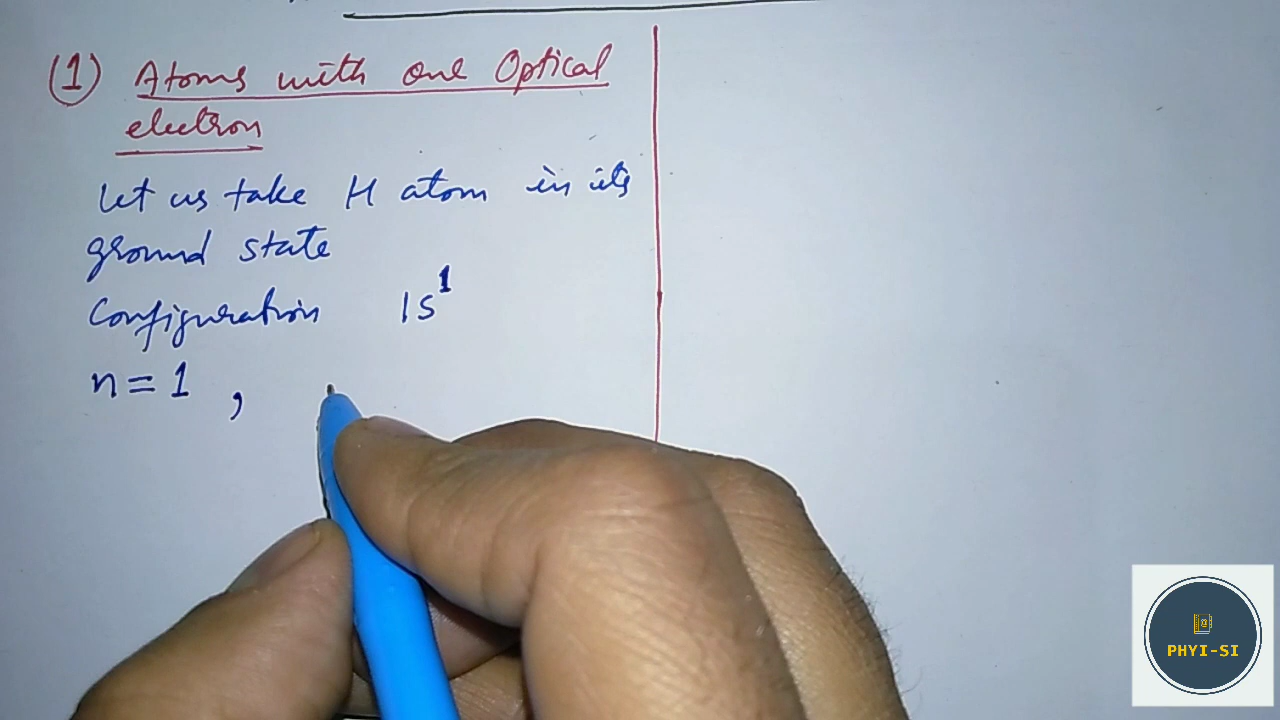 (1) Atoms with one Optical
electron
Let us take H atom in its
ground state
Configuration 1s¹
n = 1 ,
PHYI-SI